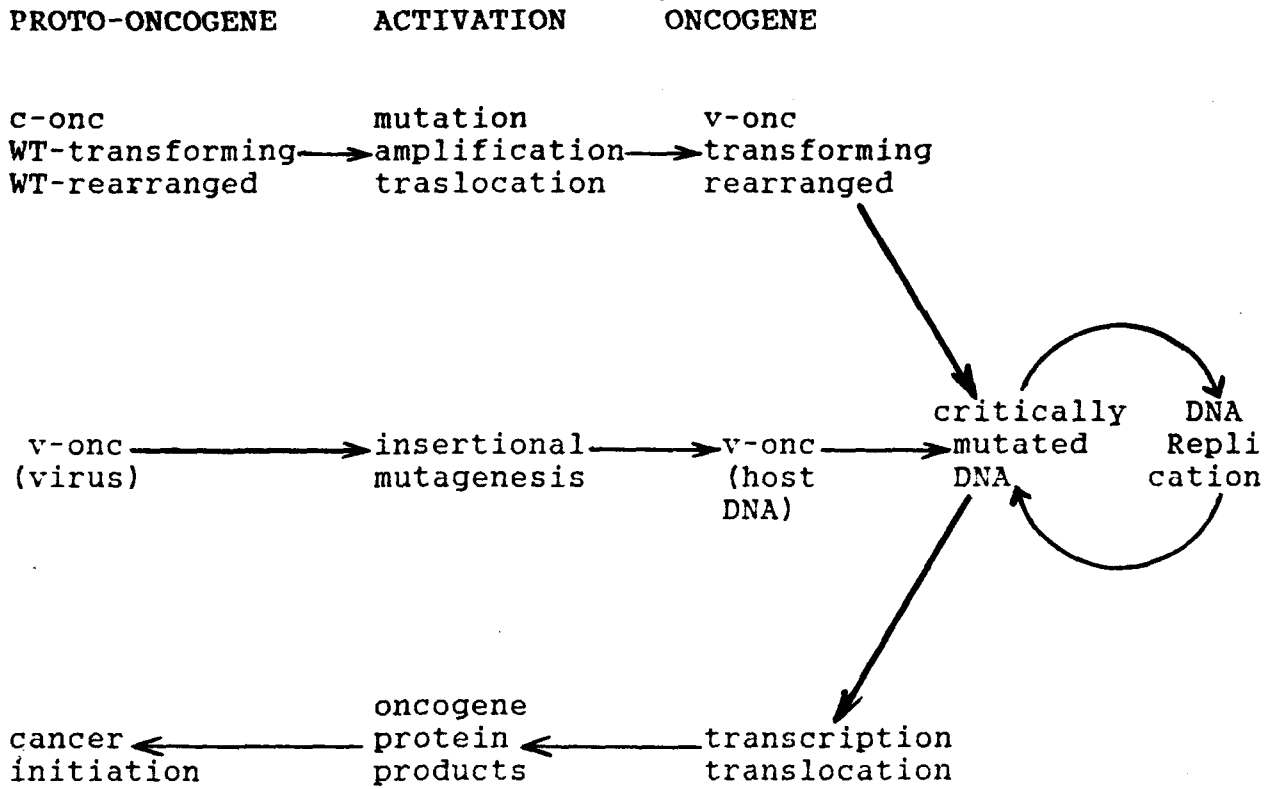 PROTO-ONCOGENE ACTIVATION ONCOGENE
c-onc mutation v-onc
WT-transforming amplification transforming
WT-rearranged traslocation rearranged
critically DNA
v-onc insertional v-onc mutated Repli
(virus) mutagenesis (host DNA cation
DNA)
oncogene
cancer protein transcription
initiation products translocation